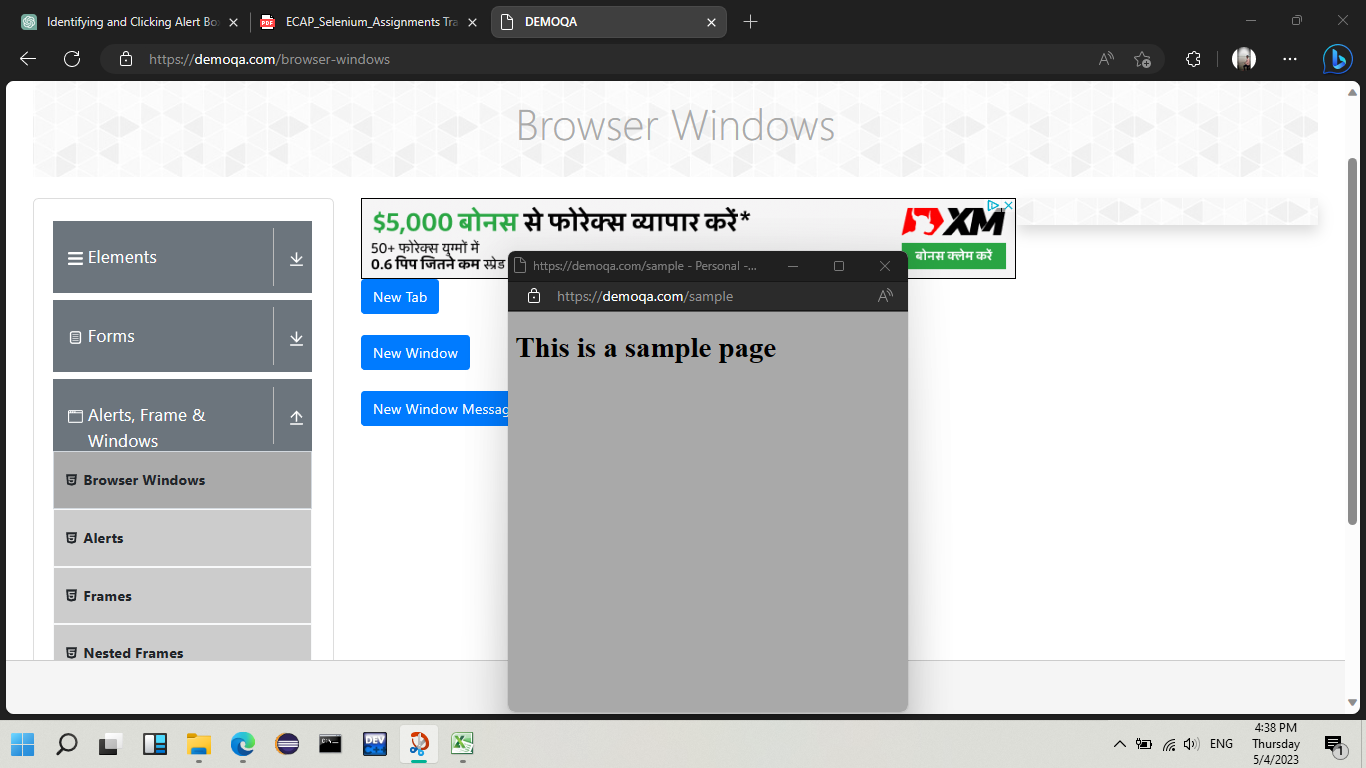 Identifying and Clicking Alert Bo
ECAP_Selenium_Assignments Tra
DEMOQA
https://demoqa.com/browser-windows
Browser Windows
Elements
Forms
Alerts, Frame &
Windows
Browser Windows
Alerts
Frames
Nested Frames
$5,000 बोनस से फोरेक्स व्यापार करें*
50+ फोरेक्स युग्मों में
0.6 पिप जितने कम स्प्रेड
XM
बोनस क्लेम करें
New Tab
New Window
New Window Messag
https://demoqa.com/sample - Personal -...
https://demoqa.com/sample
This is a sample page
DEV
ENG
4:38 PM
Thursday
5/4/2023
1